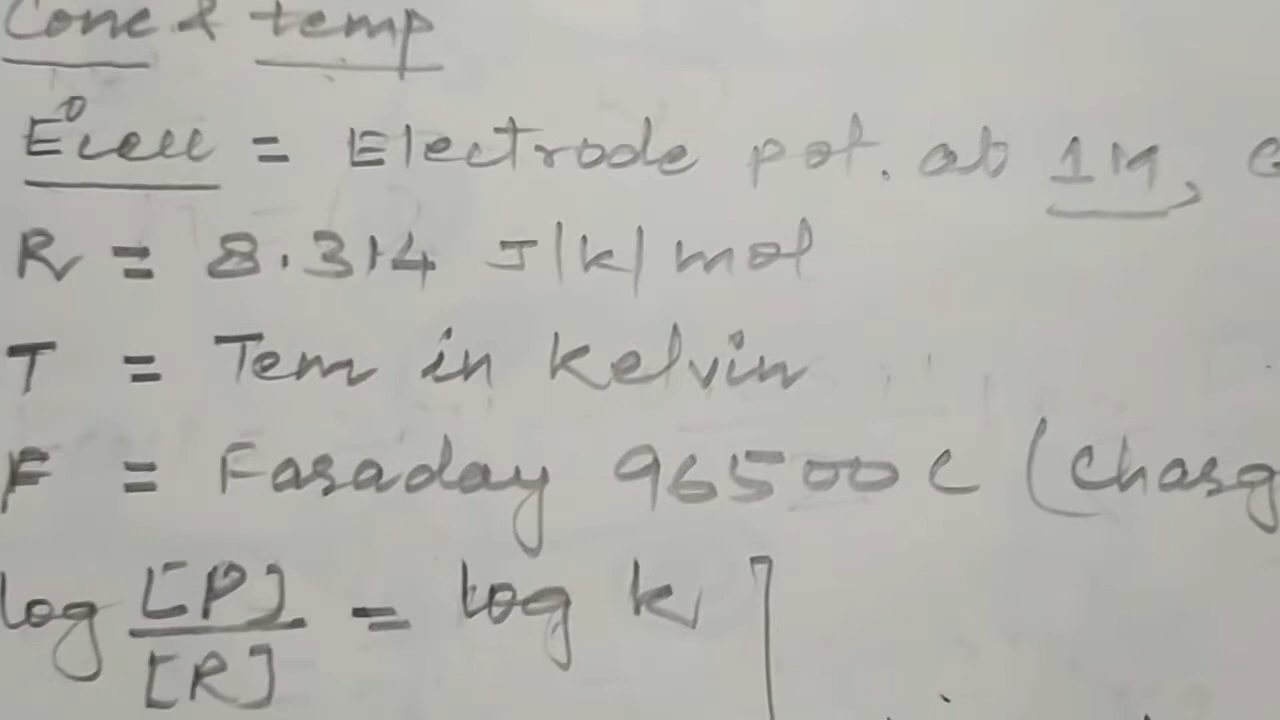 Conc & temp
E°cell = Electrode pot. at 1M,
R = 8.314 J/k/mol
T = Tem in Kelvin
F = Faraday 96500 C (Charg
log [P]/[R] = log k